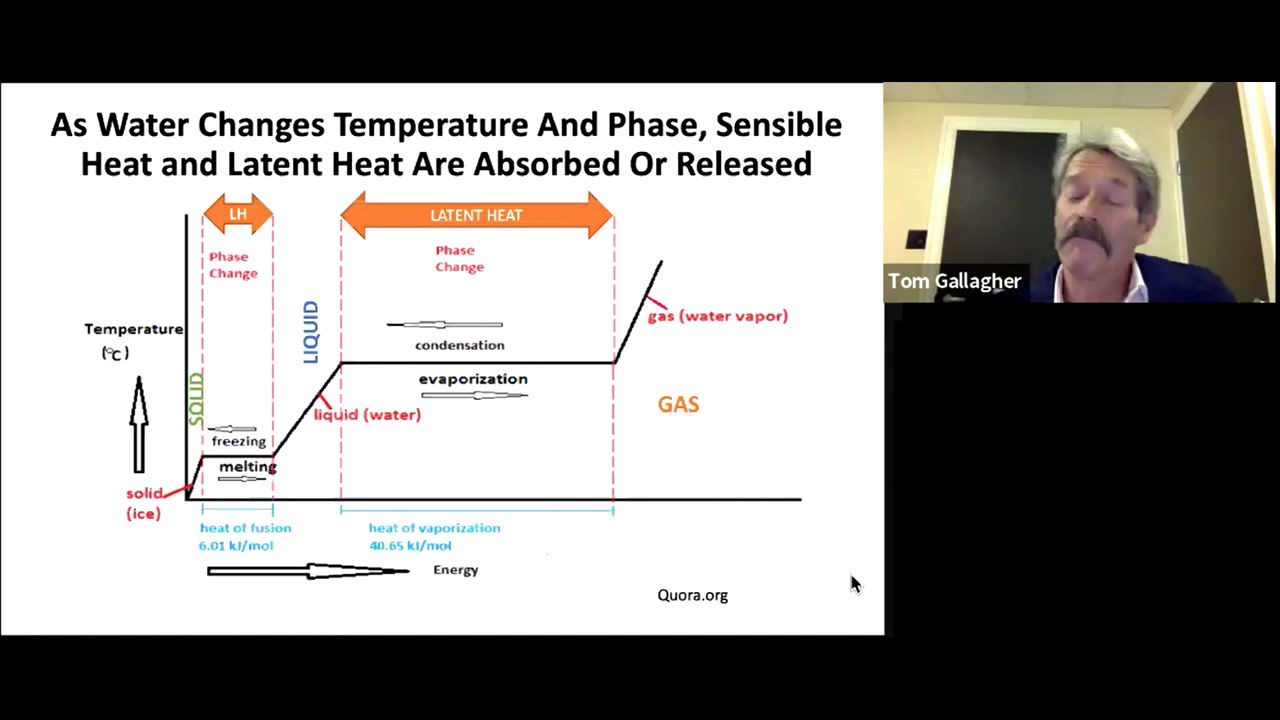 As Water Changes Temperature And Phase, Sensible
Heat and Latent Heat Are Absorbed Or Released
LH
LATENT HEAT
Phase
Change
Phase
Change
LIQUID
gas (water vapor)
Temperature
(°C)
condensation
evaporization
SOLID
liquid (water)
GAS
freezing
melting
solid
(ice)
heat of fusion
6.01 kJ/mol
heat of vaporization
40.65 kJ/mol
Energy
Quora.org
Tom Gallagher